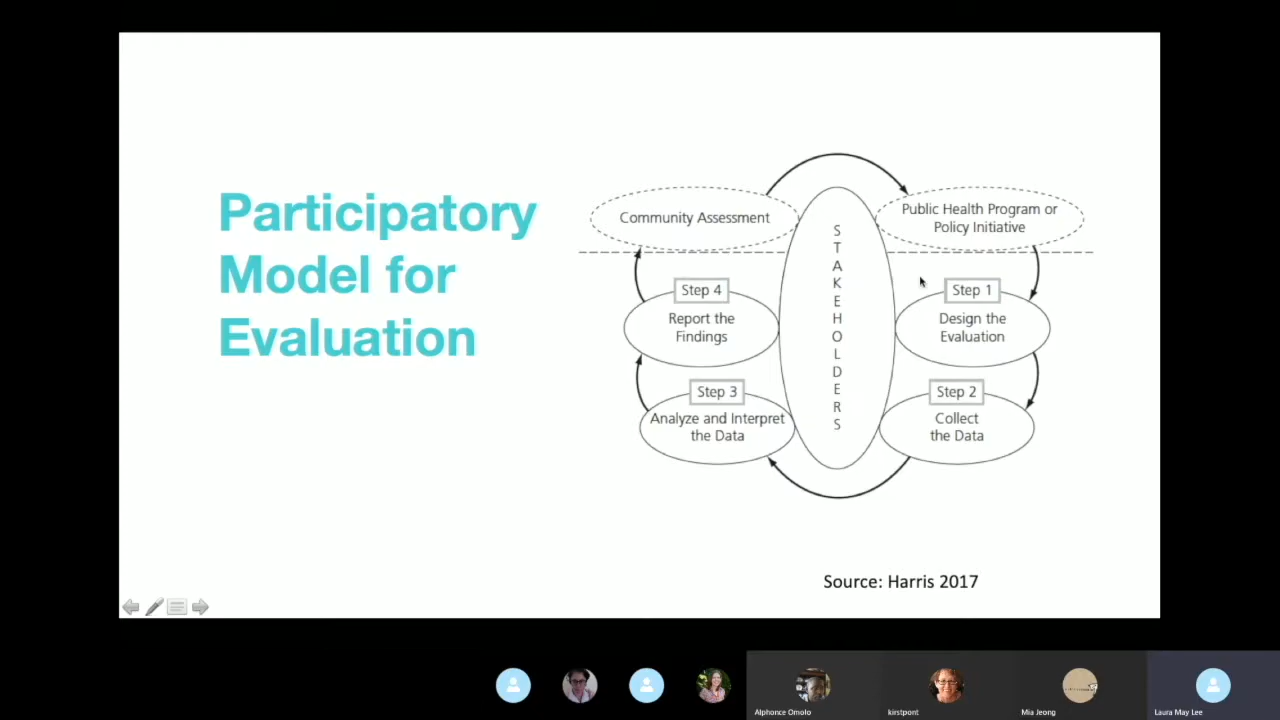 Participatory
Model for
Evaluation
Community Assessment
Public Health Program or
Policy Initiative
STAKEHOLDERS
Step 4
Report the
Findings
Step 1
Design the
Evaluation
Step 3
Analyze and Interpret
the Data
Step 2
Collect
the Data
Source: Harris 2017
Alphonce Omolo
kirstpont
Mia Jeong
Laura May Lee